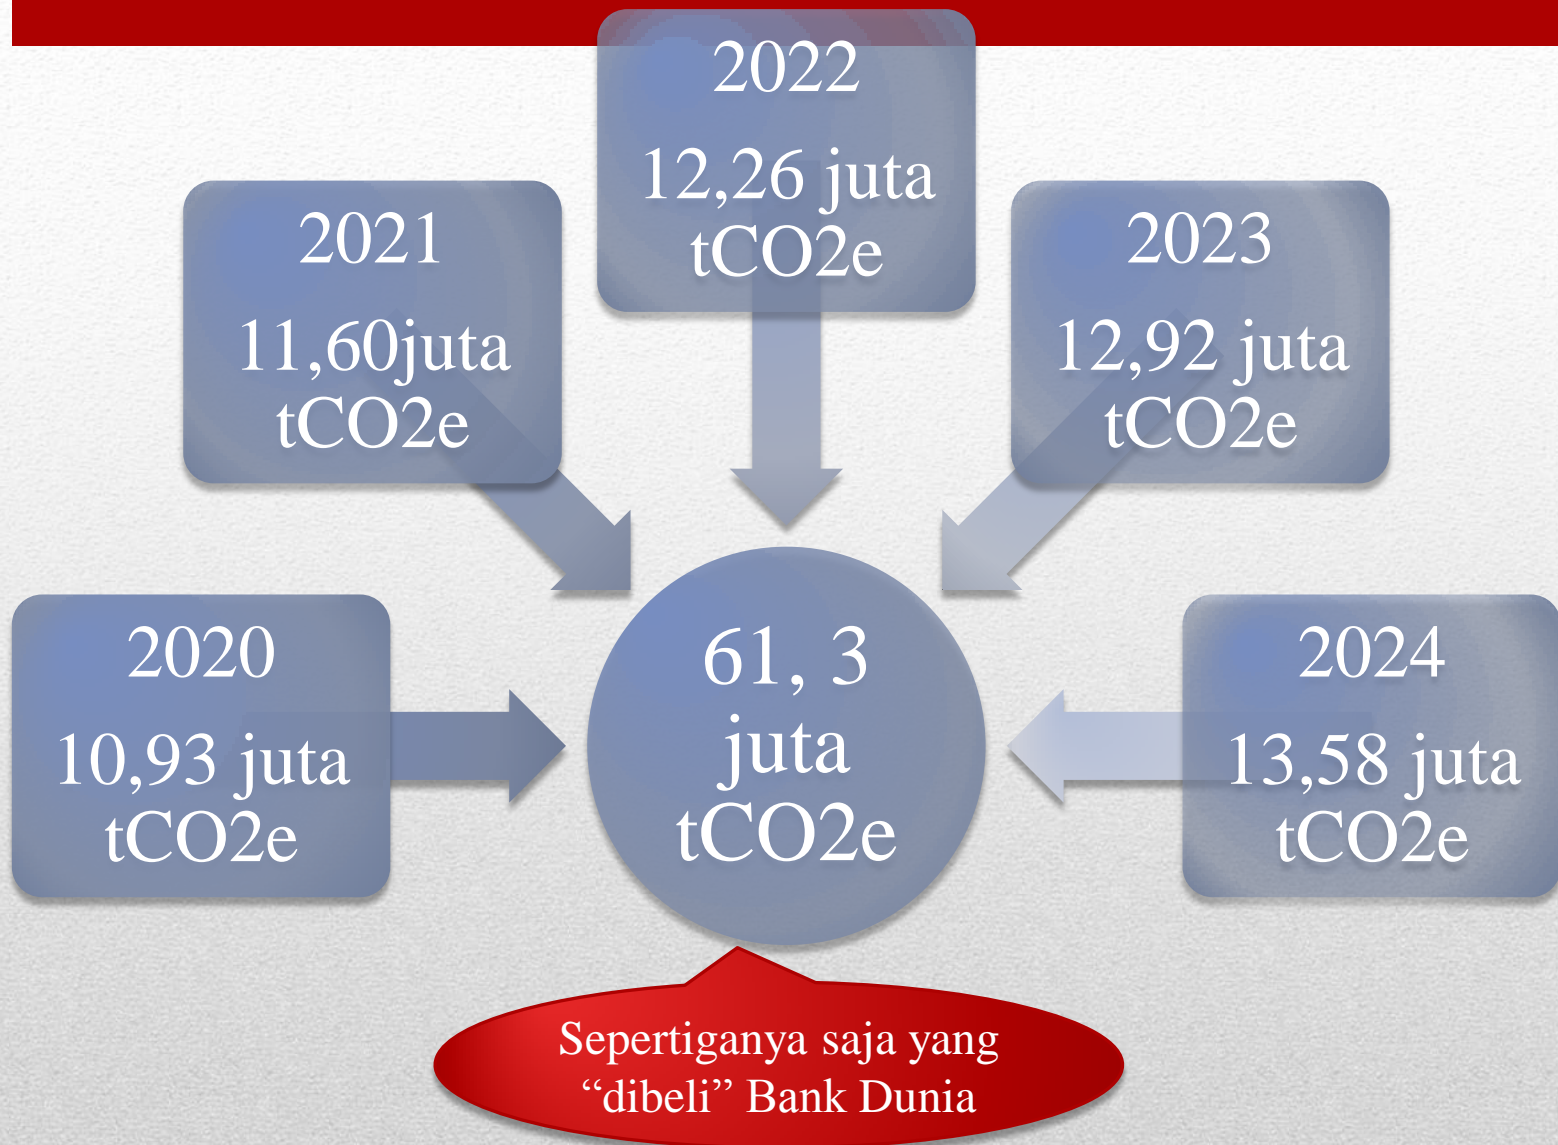 2020
10,93 juta
tCO2e
2021
11,60juta
tCO2e
2022
12,26 juta
tCO2e
2023
12,92 juta
tCO2e
2024
13,58 juta
tCO2e
61, 3
juta
tCO2e
Sepertiganya saja yang
“dibeli” Bank Dunia